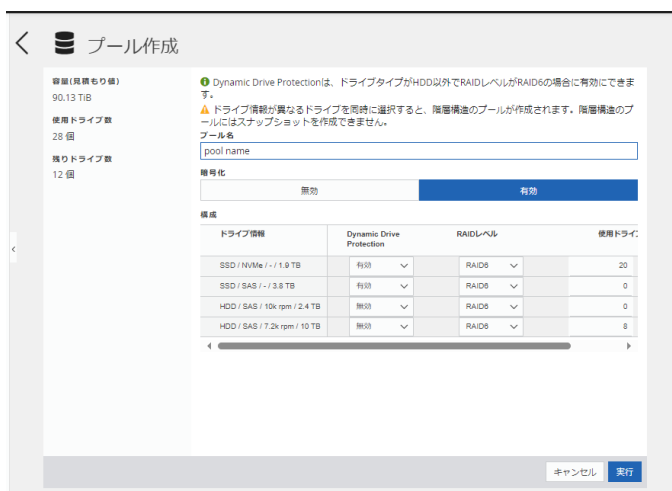 プール作成
容量(見積もり値)
90.13 TiB
使用ドライブ数
28 個
残りドライブ数
12 個
Dynamic Drive Protectionは、ドライブタイプがHDD以外でRAIDレベルがRAID6の場合に有効にできま
す。
ドライブ情報が異なるドライブを同時に選択すると、階層構造のプールが作成されます。階層構造のプ
ールにはスナップショットを作成できません。
プール名
pool name
暗号化
無効 有効
構成
ドライブ情報 Dynamic Drive Protection RAIDレベル 使用ドライブ
SSD / NVMe / - / 1.9 TB 有効 RAID6 20
SSD / SAS / - / 3.8 TB 有効 RAID6 0
HDD / SAS / 10k rpm / 2.4 TB 無効 RAID6 0
HDD / SAS / 7.2k rpm / 10 TB 無効 RAID6 8
キャンセル 実行